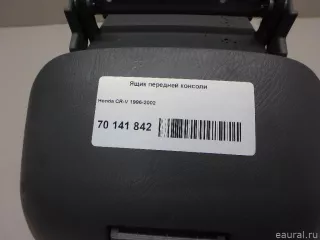 Ящик передней консоли
Honda CR-V 1996-2002
70 141 842
eaural.ru